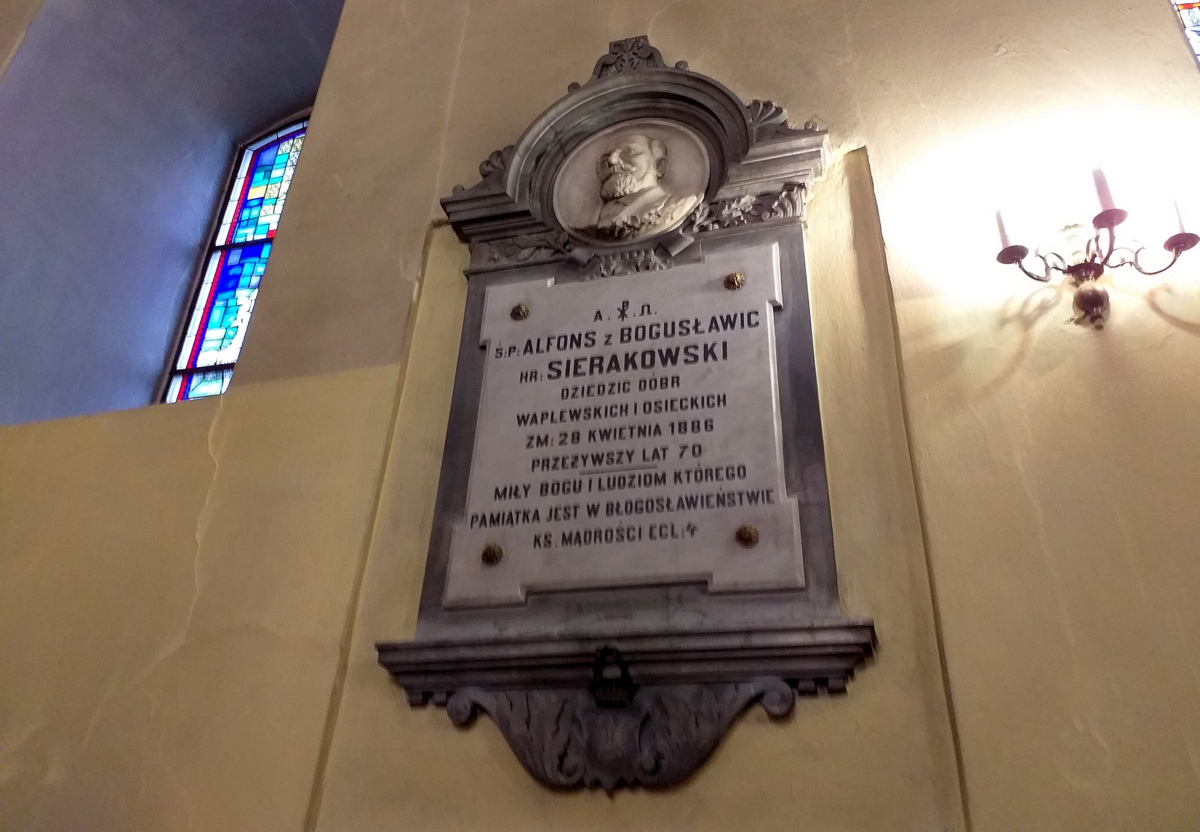 A . ☧ . Ω .
Ś:P: ALFONS z BOGUSŁAWIC
HR: SIERAKOWSKI
DZIEDZIC DÓBR
WAPLEWSKICH I OSIECKICH
ZM: 28 KWIETNIA 1886
PRZEŻYWSZY LAT 70
MIŁY BOGU I LUDZIOM KTÓREGO
PAMIĄTKA JEST W BŁOGOSŁAWIEŃSTWIE
KS. MĄDROŚCI ECL: 4